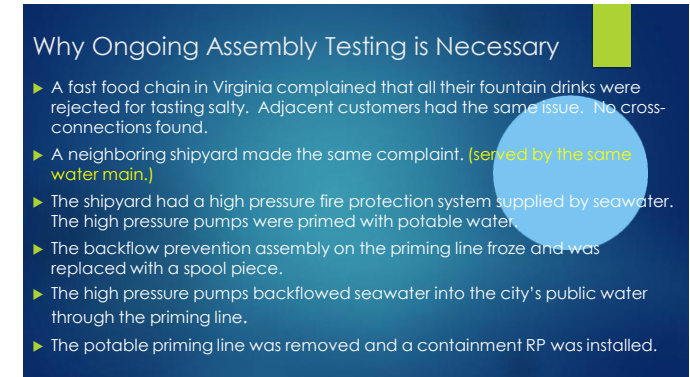 Why Ongoing Assembly Testing is Necessary
A fast food chain in Virginia complained that all their fountain drinks were
rejected for tasting salty. Adjacent customers had the same issue. No cross-
connections found.
A neighboring shipyard made the same complaint. (served by the same
water main.)
The shipyard had a high pressure fire protection system supplied by seawater.
The high pressure pumps were primed with potable water.
The backflow prevention assembly on the priming line froze and was
replaced with a spool piece.
The high pressure pumps backflowed seawater into the city's public water
through the priming line.
The potable priming line was removed and a containment RP was installed.